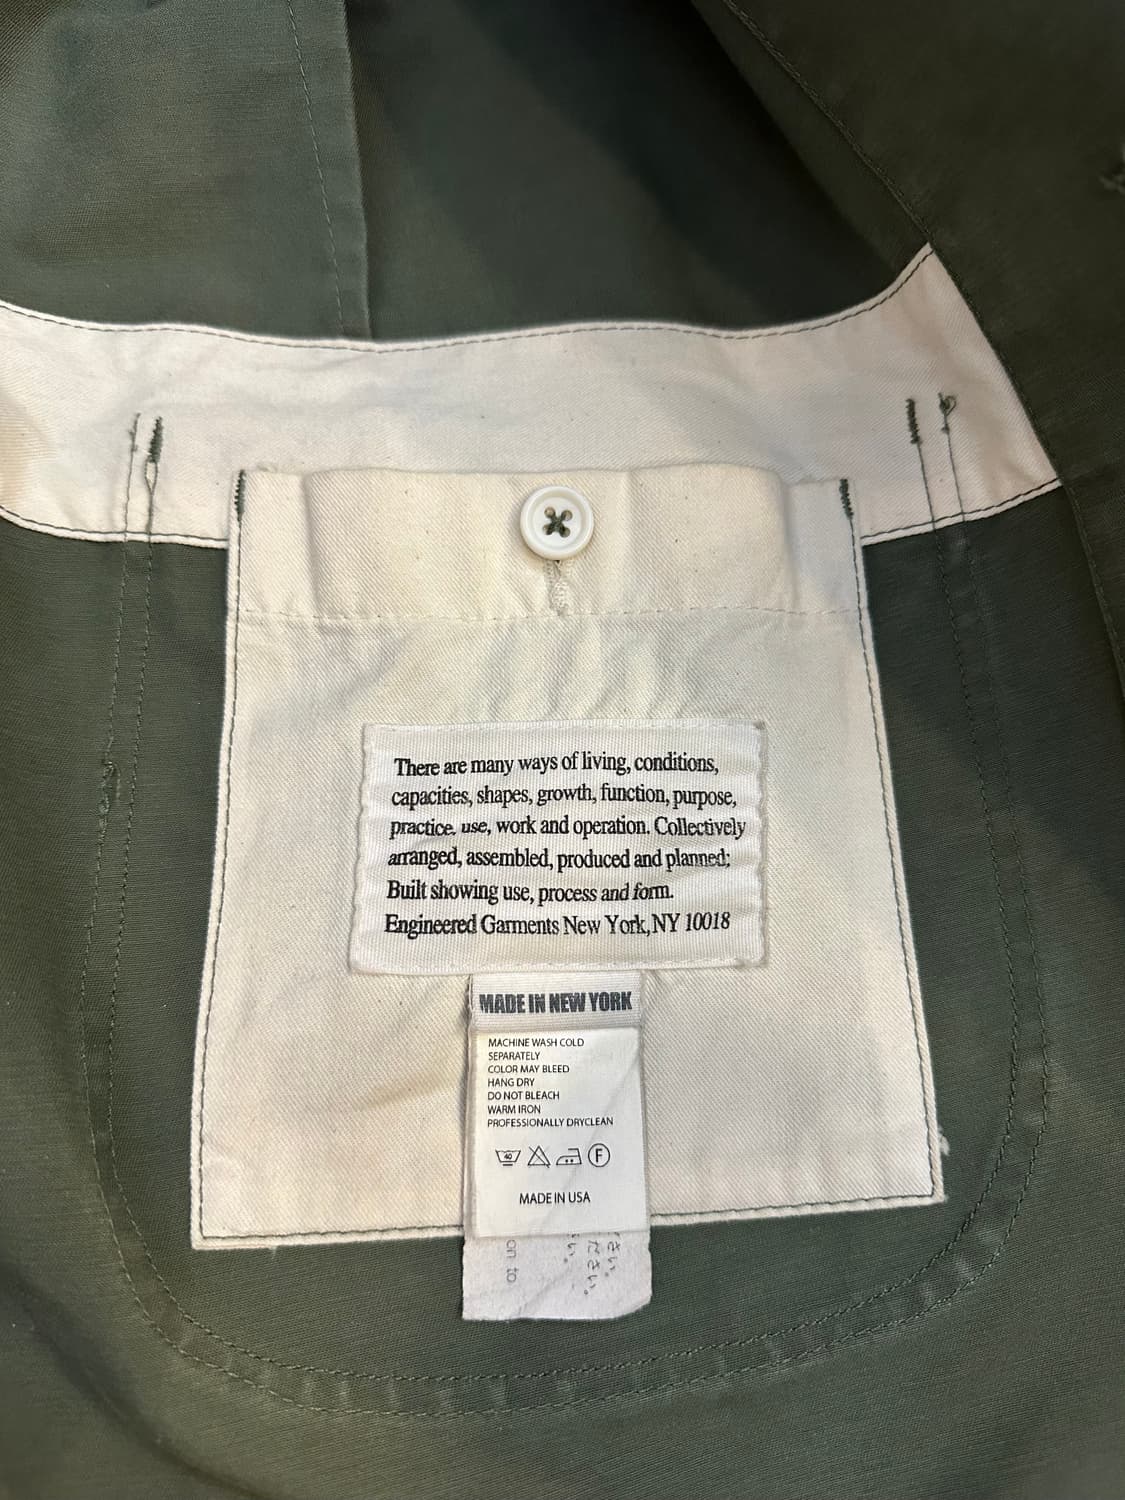 There are many ways of living, conditions,
capacities, shapes, growth, function, purpose,
practice, use, work and operation. Collectively
arranged, assembled, produced and planned;
Built showing use, process and form.
Engineered Garments New York, NY 10018
MADE IN NEW YORK
MACHINE WASH COLD
SEPARATELY
COLOR MAY BLEED
HANG DRY
DO NOT BLEACH
WARM IRON
PROFESSIONALLY DRYCLEAN
40 F
MADE IN USA
on to